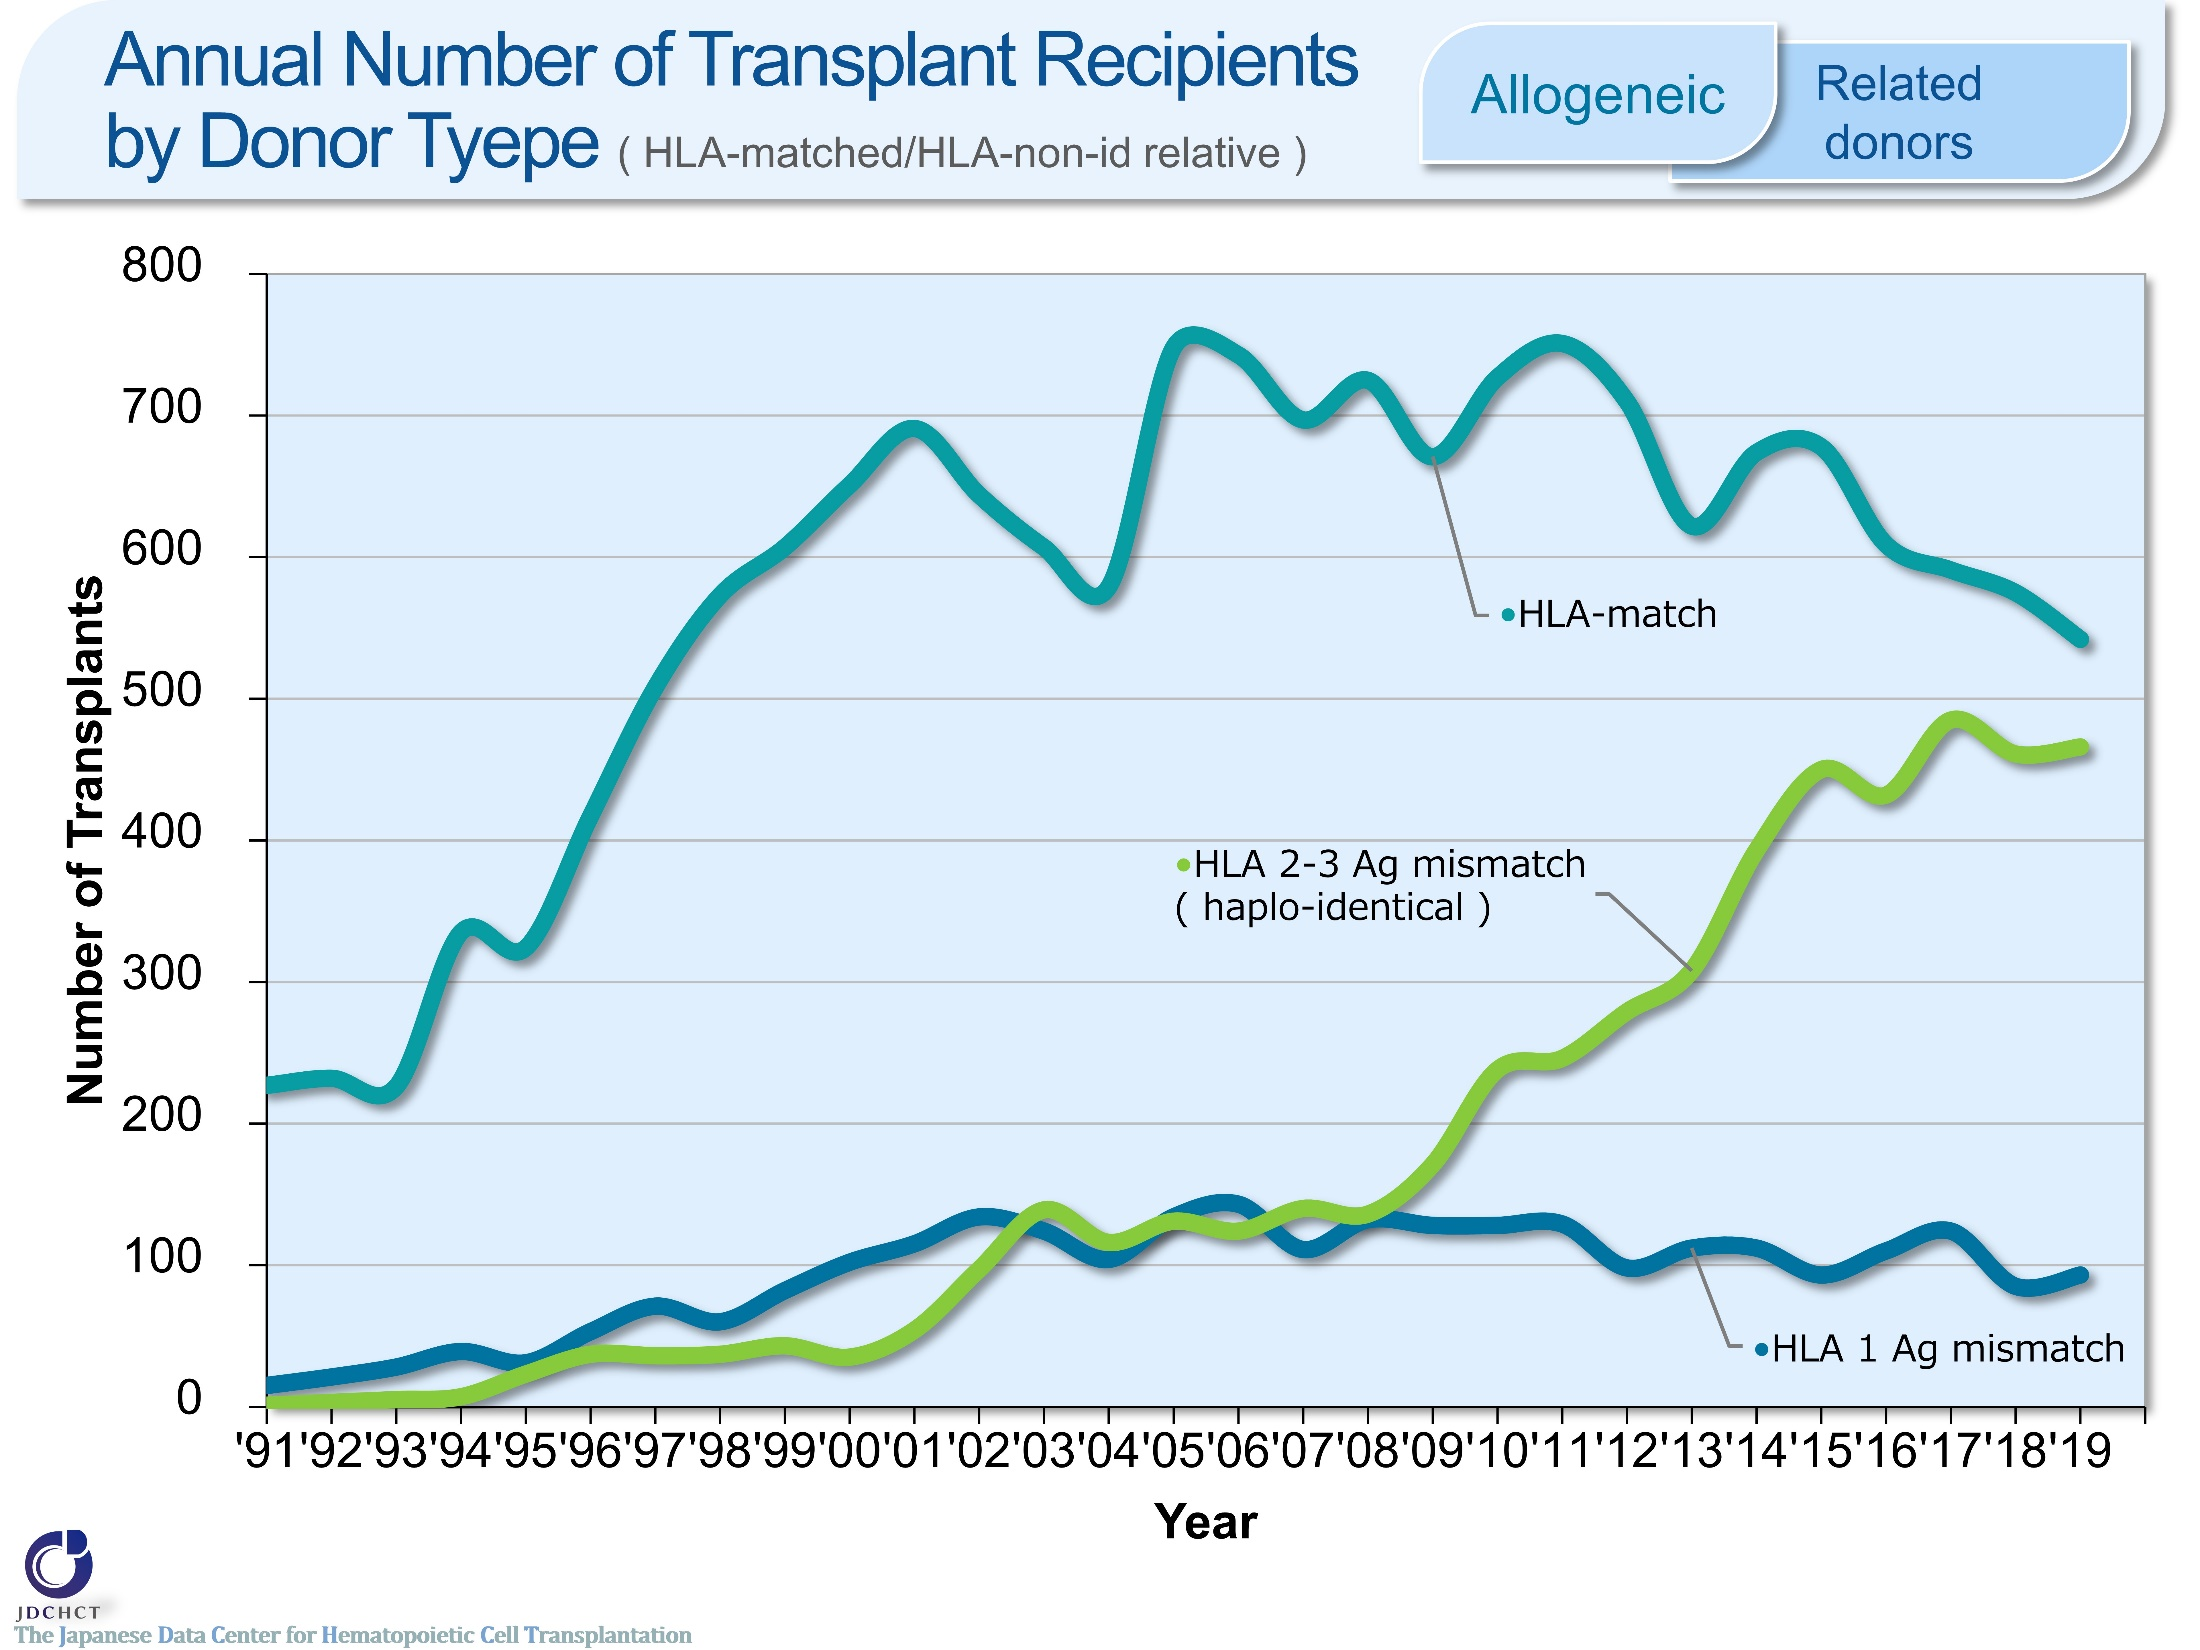 Annual Number of Transplant Recipients
by Donor Tyepe ( HLA-matched/HLA-non-id relative )
Allogeneic
Related
donors
800
700
600
500
400
300
200
100
0
Number of Transplants
•HLA-match
•HLA 2-3 Ag mismatch
( haplo-identical )
•HLA 1 Ag mismatch
'91 '92 '93 '94 '95 '96 '97 '98 '99 '00 '01 '02 '03 '04 '05 '06 '07 '08 '09 '10 '11 '12 '13 '14 '15 '16 '17 '18 '19
Year
JDCHCT
The Japanese Data Center for Hematopoietic Cell Transplantation